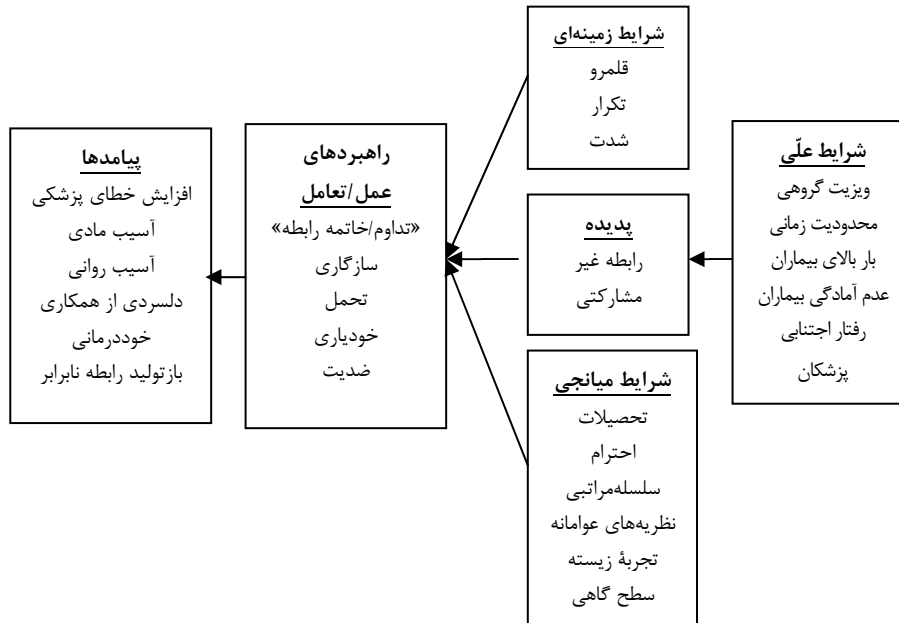 شرایط علّی
ویزیت گروهی
محدودیت زمانی
بار بالای بیماران
عدم آمادگی بیماران
رفتار اجتنابی
پزشکان
شرایط زمینه‌ای
قلمرو
تکرار
شدت
پدیده
رابطه غیر
مشارکتی
شرایط میانجی
تحصیلات
احترام
سلسله‌مراتبی
نظریه‌های عوامانه
تجربۀ زیسته
سطح گاهی
راهبردهای
عمل/تعامل
«تداوم/خاتمه رابطه»
سازگاری
تحمل
خودیاری
ضدیت
پیامدها
افزایش خطای پزشکی
آسیب مادی
آسیب روانی
دلسردی از همکاری
خوددرمانی
بازتولید رابطه نابرابر